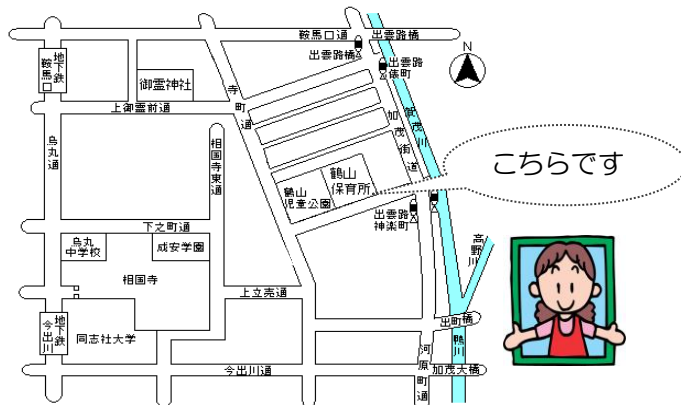 鞍馬口通
出雲路橋
出雲路橋
出雲路
俵町
N
地下鉄
鞍馬口
御霊神社
寺町通
上御霊前通
加茂街道
賀茂川
こちらです
烏丸通
相国寺東通
鶴山
保育所
鶴山
児童公園
出雲路
神楽町
下之町通
烏丸
中学校
成安学園
高野川
相国寺
上立売通
地下鉄
今出川
同志社大学
出町橋
鴨川
河原町通
今出川通
加茂大橋